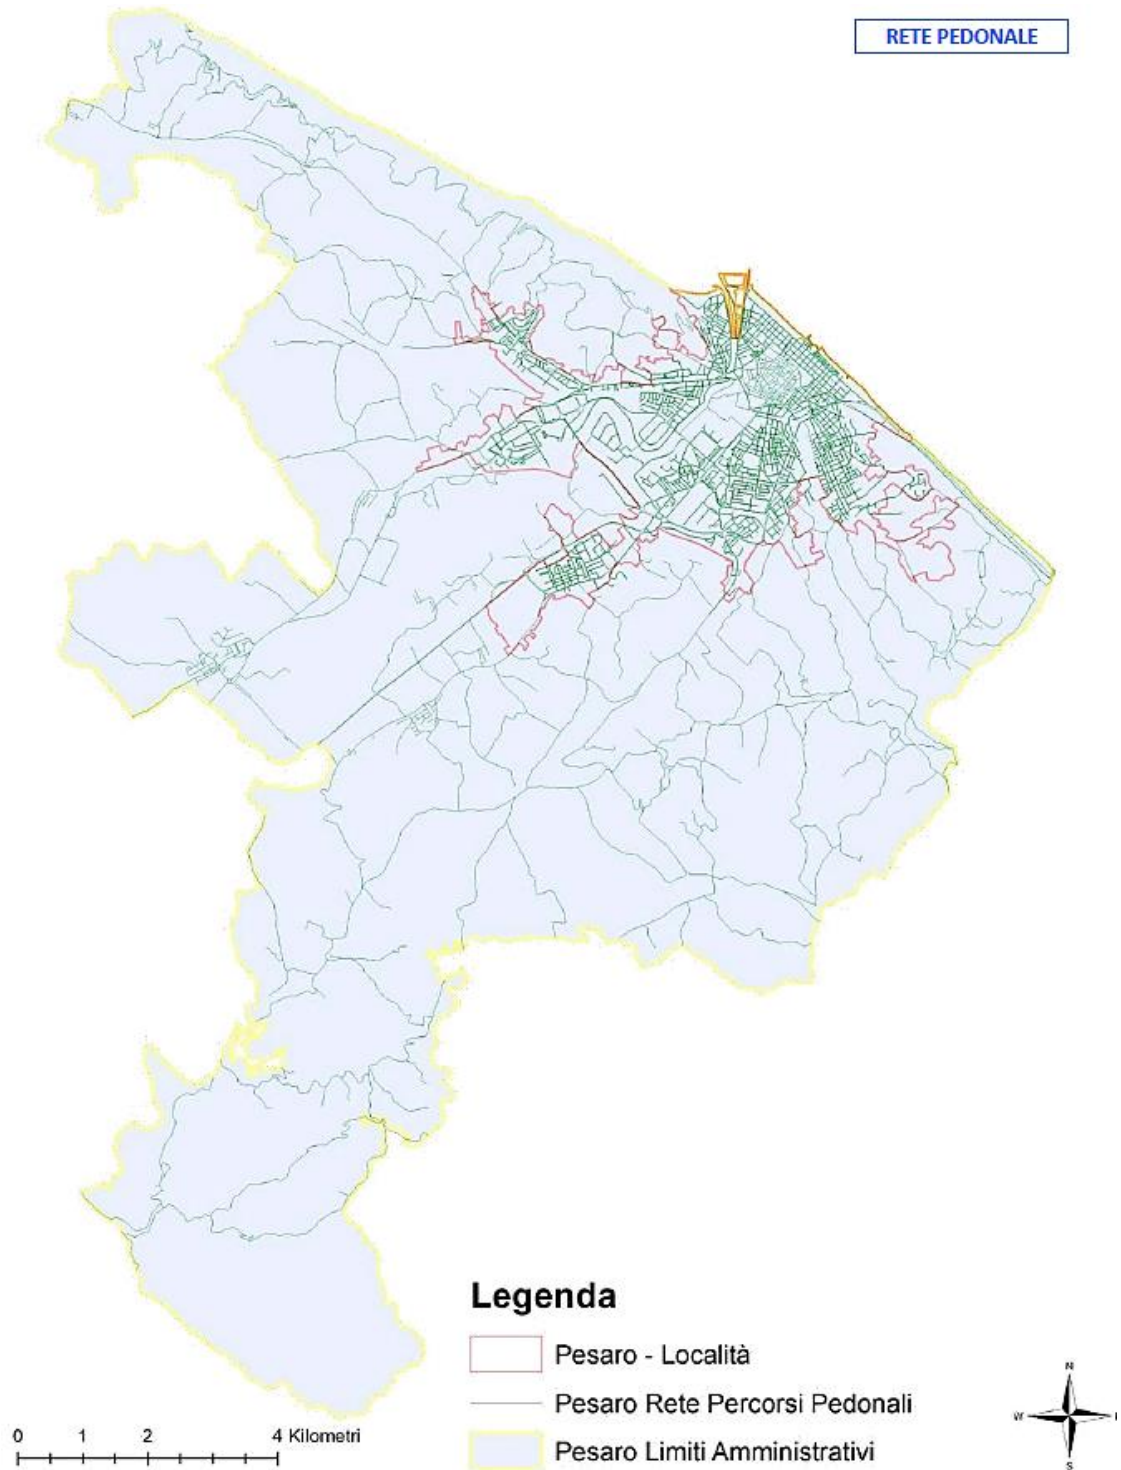 RETE PEDONALE
Legenda
Pesaro - Località
Pesaro Rete Percorsi Pedonali
Pesaro Limiti Amministrativi
0 1 2 4 Kilometri
N
W
S